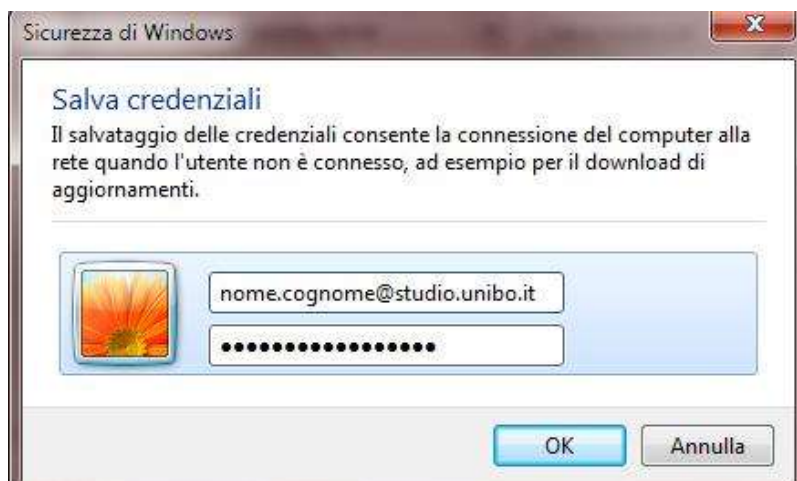 Sicurezza di Windows
Salva credenziali
Il salvataggio delle credenziali consente la connessione del computer alla
rete quando l'utente non è connesso, ad esempio per il download di
aggiornamenti.
nome.cognome@studio.unibo.it
●●●●●●●●●●●●●●●●●
OK
Annulla